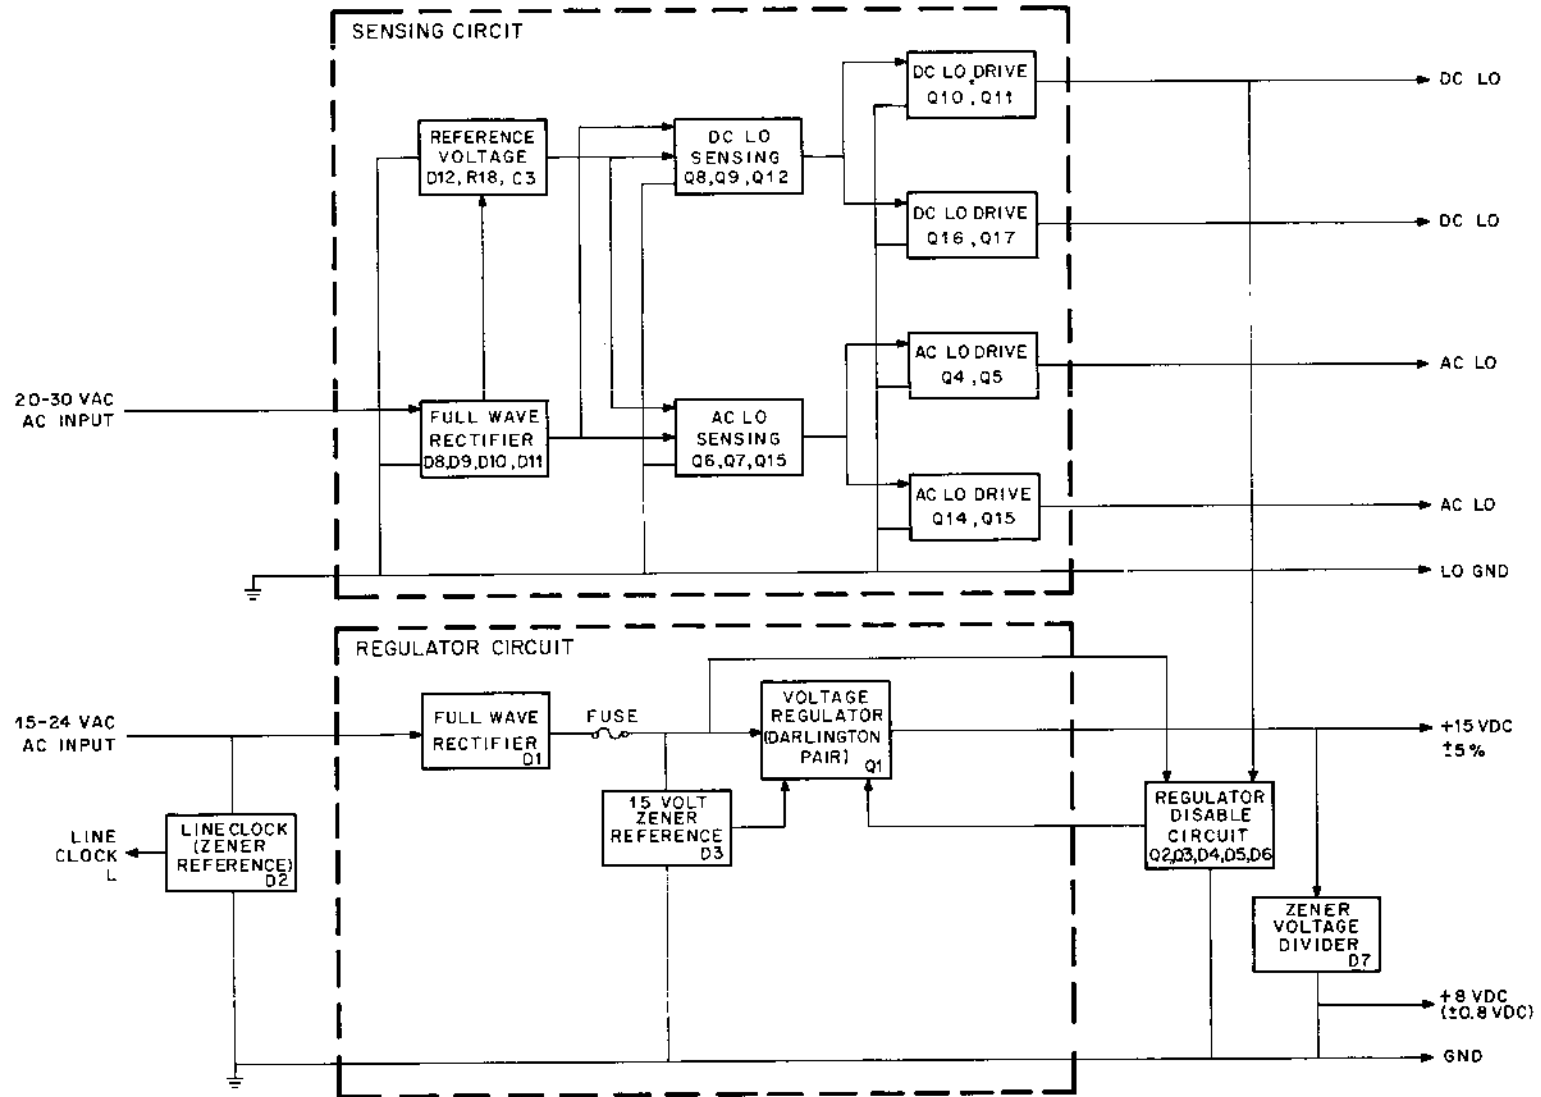 SENSING CIRCIT
REFERENCE
VOLTAGE
D12, R18, C3
DC LO
SENSING
Q8,Q9,Q12
DC LO DRIVE
Q10, Q11
DC LO
DC LO DRIVE
Q16, Q17
DC LO
20-30 VAC
AC INPUT
FULL WAVE
RECTIFIER
D8,D9,D10,D11
AC LO
SENSING
Q6,Q7,Q15
AC LO DRIVE
Q4, Q5
AC LO
AC LO DRIVE
Q14, Q15
AC LO
LO GND
REGULATOR CIRCUIT
15-24 VAC
AC INPUT
FULL WAVE
RECTIFIER
D1
FUSE
VOLTAGE
REGULATOR
(DARLINGTON
PAIR)
Q1
+15 VDC
±5%
LINE
CLOCK
L
LINE CLOCK
(ZENER
REFERENCE)
D2
15 VOLT
ZENER
REFERENCE
D3
REGULATOR
DISABLE
CIRCUIT
Q2,Q3,D4,D5,D6
ZENER
VOLTAGE
DIVIDER
D7
+8 VDC
(±0.8 VDC)
GND